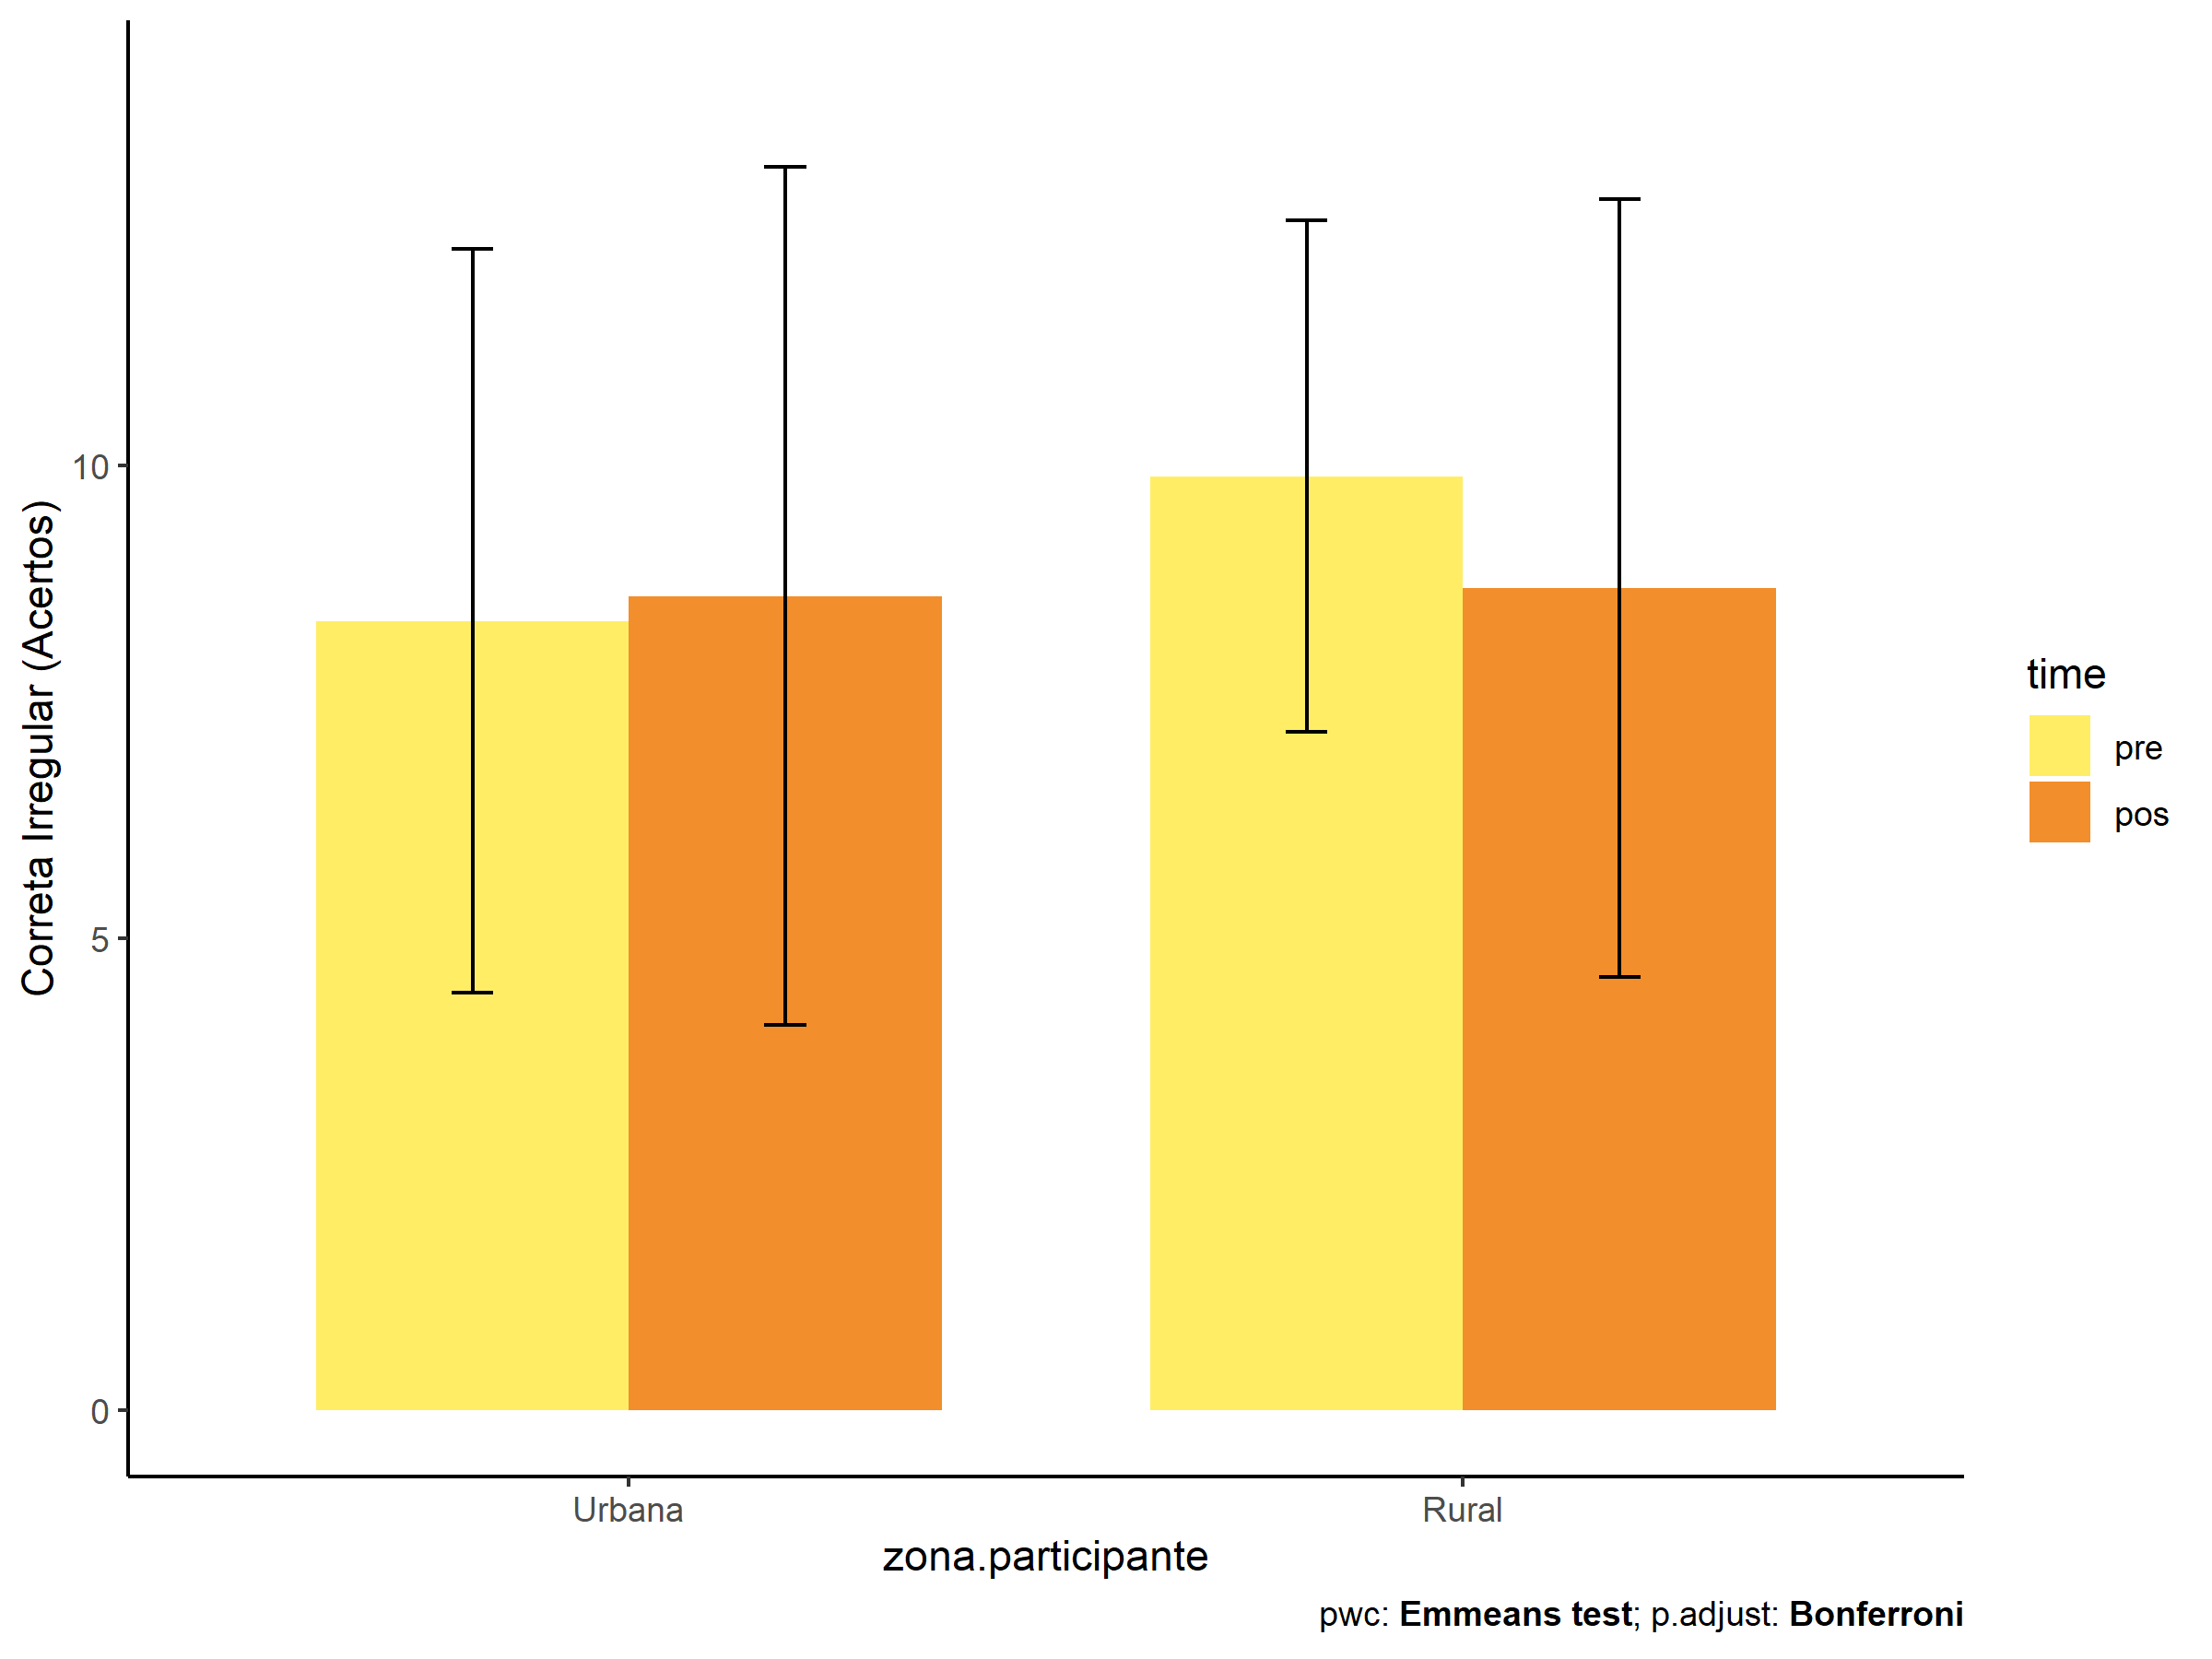 Correta Irregular (Acertos)
10
5
0
Urbana
Rural
zona.participante
time
pre
pos
pwc: Emmeans test; p.adjust: Bonferroni